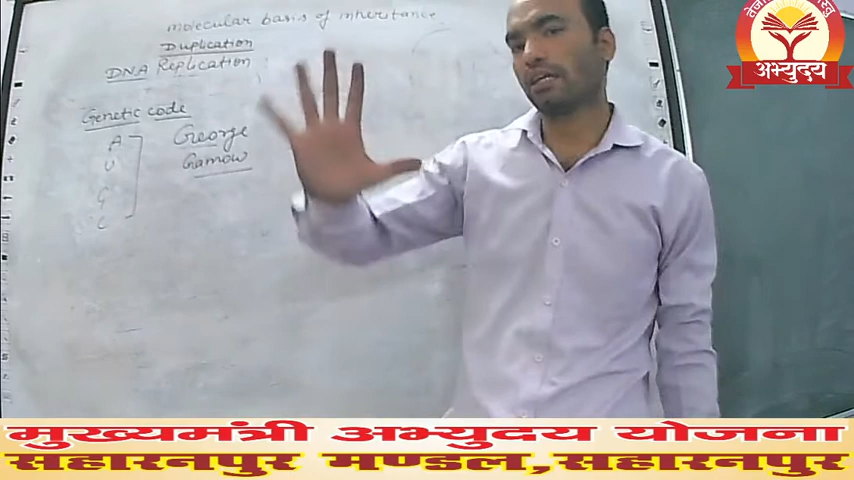 molecular basis of inheritance
Duplication
DNA Replication
Genetic code
A
U
G
C
George
Gamow
अभ्युदय
मुख्यमंत्री अभ्युदय योजना
सहारनपुर मण्डल,सहारनपुर